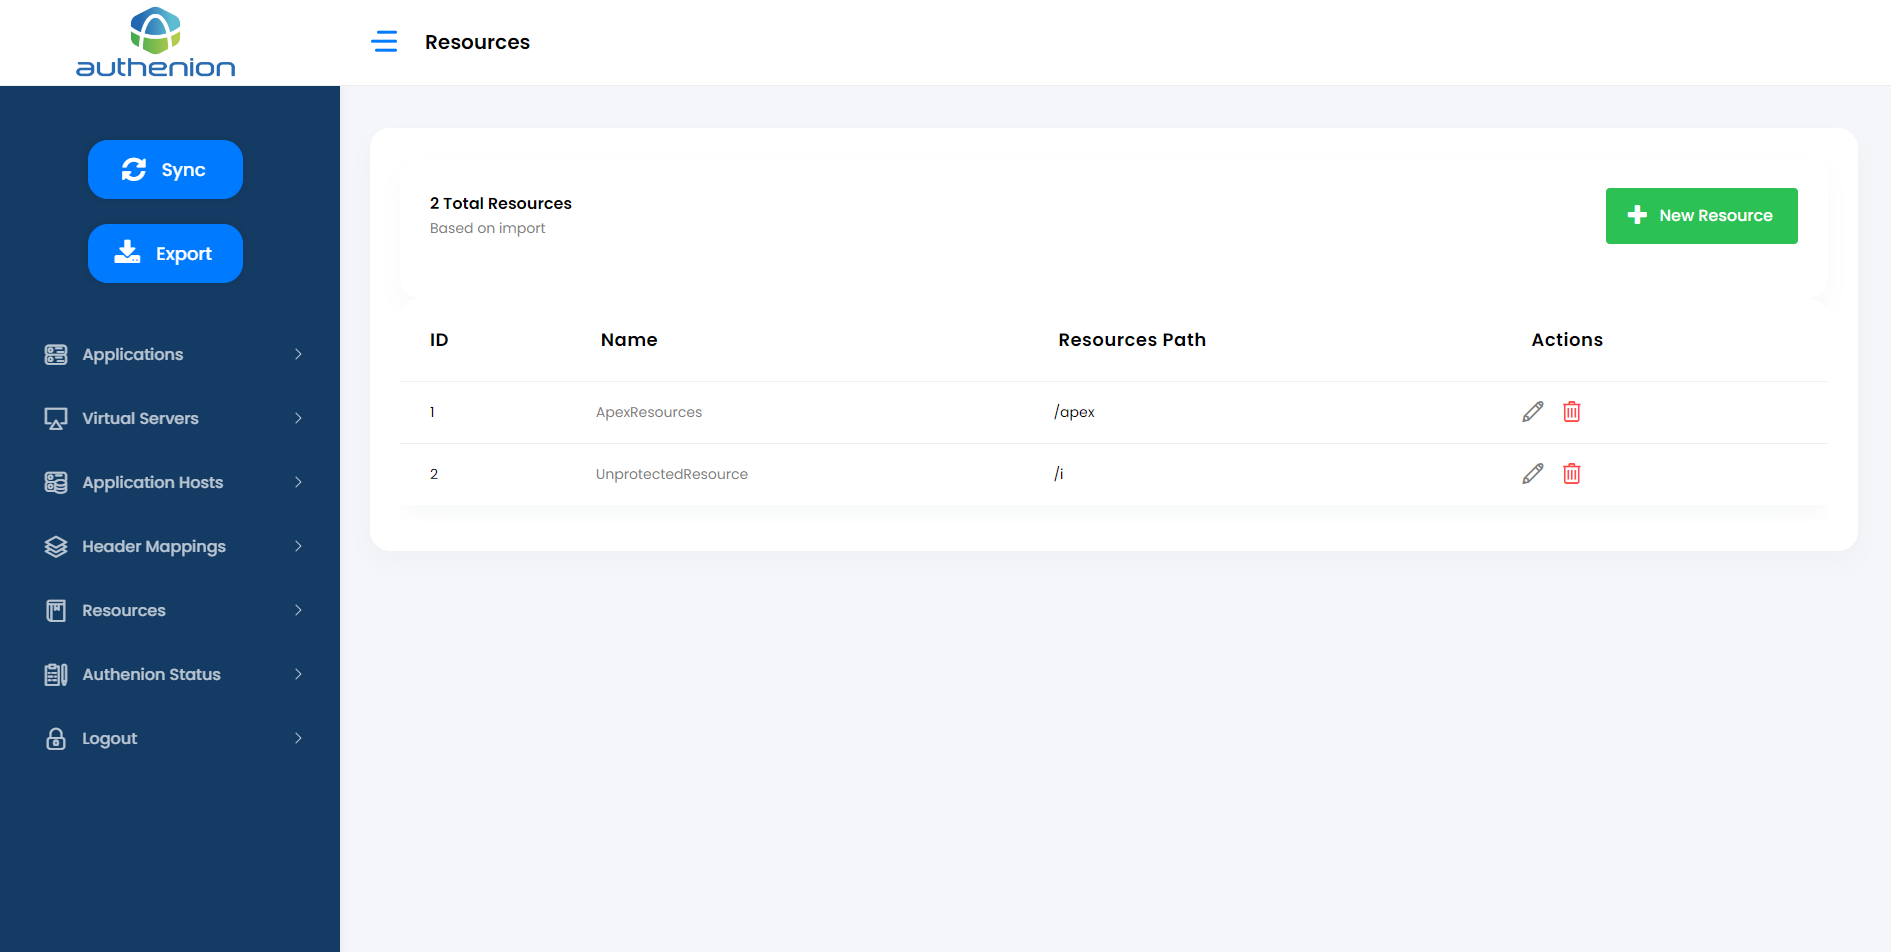 authenion
Resources
Sync
Export
Applications
Virtual Servers
Application Hosts
Header Mappings
Resources
Authenion Status
Logout
2 Total Resources
Based on import
New Resource
ID Name Resources Path Actions
1 ApexResources /apex
2 UnprotectedResource /i